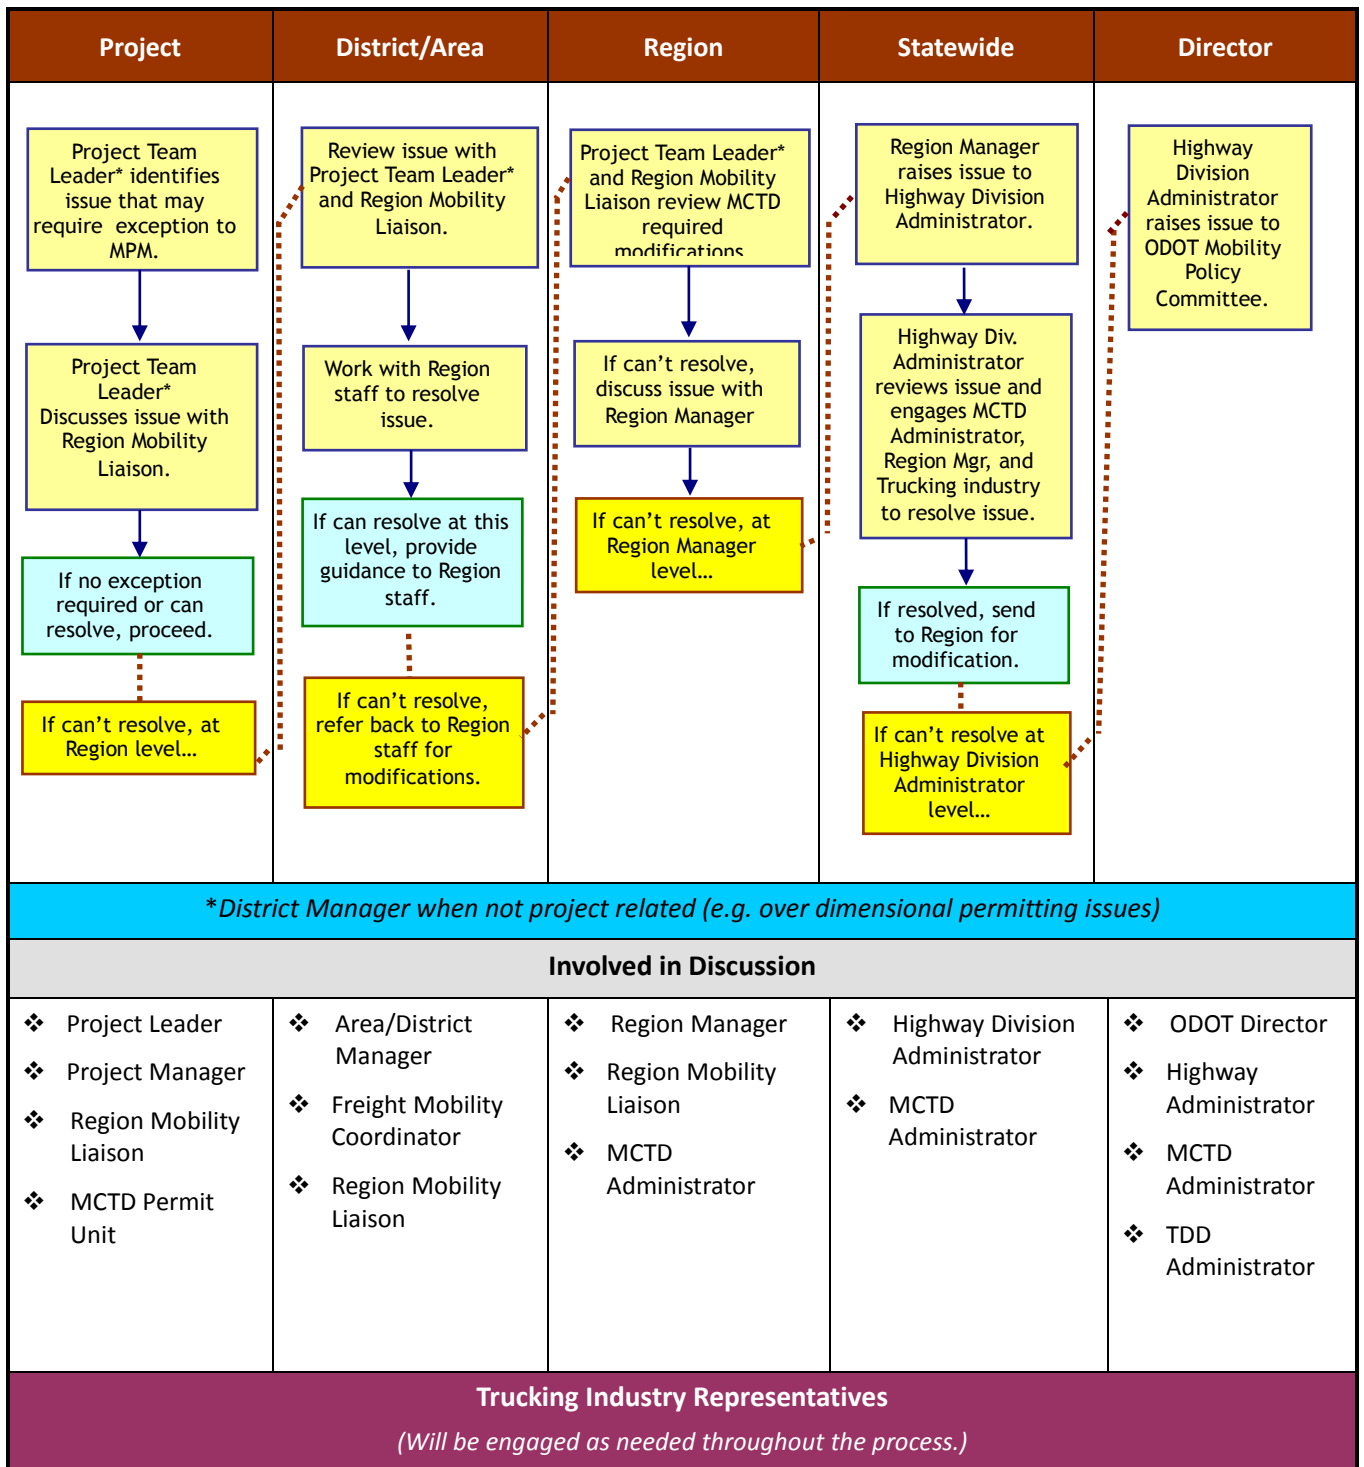 Project
District/Area
Region
Statewide
Director
Project Team
Leader* identifies
issue that may
require exception to
MPM.
Project Team
Leader*
Discusses issue with
Region Mobility
Liaison.
If no exception
required or can
resolve, proceed.
If can’t resolve, at
Region level…
Review issue with
Project Team Leader*
and Region Mobility
Liaison.
Work with Region
staff to resolve
issue.
If can resolve at this
level, provide
guidance to Region
staff.
If can’t resolve,
refer back to Region
staff for
modifications.
Project Team Leader*
and Region Mobility
Liaison review MCTD
required
modifications
If can’t resolve,
discuss issue with
Region Manager
If can’t resolve, at
Region Manager
level…
Region Manager
raises issue to
Highway Division
Administrator.
Highway Div.
Administrator
reviews issue and
engages MCTD
Administrator,
Region Mgr, and
Trucking industry
to resolve issue.
If resolved, send
to Region for
modification.
If can’t resolve at
Highway Division
Administrator
level…
Highway
Division
Administrator
raises issue to
ODOT Mobility
Policy
Committee.
*District Manager when not project related (e.g. over dimensional permitting issues)
Involved in Discussion
❖ Project Leader
❖ Project Manager
❖ Region Mobility
Liaison
❖ MCTD Permit
Unit
❖ Area/District
Manager
❖ Freight Mobility
Coordinator
❖ Region Mobility
Liaison
❖ Region Manager
❖ Region Mobility
Liaison
❖ MCTD
Administrator
❖ Highway Division
Administrator
❖ MCTD
Administrator
❖ ODOT Director
❖ Highway
Administrator
❖ MCTD
Administrator
❖ TDD
Administrator
Trucking Industry Representatives
(Will be engaged as needed throughout the process.)